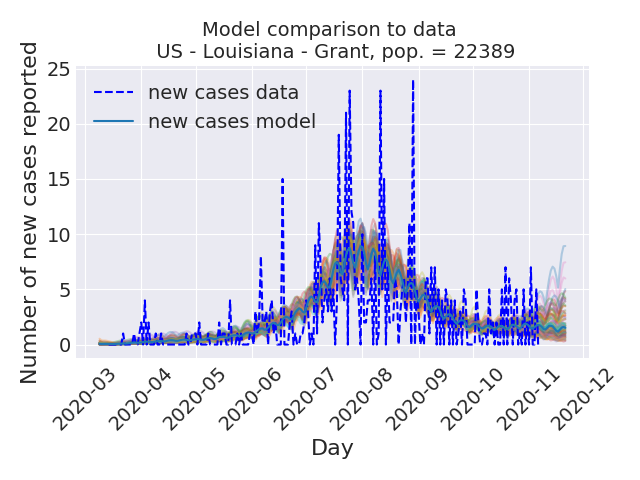 Model comparison to data
US - Louisiana - Grant, pop. = 22389
Number of new cases reported
25
20
15
10
5
0
new cases data
new cases model
2020-03
2020-04
2020-05
2020-06
2020-07
2020-08
2020-09
2020-10
2020-11
2020-12
Day